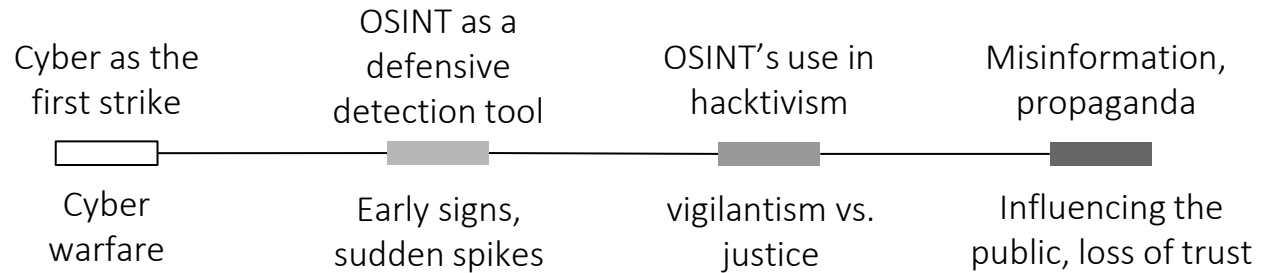 Cyber as the
first strike
OSINT as a
defensive
detection tool
OSINT’s use in
hacktivism
Misinformation,
propaganda
Cyber
warfare
Early signs,
sudden spikes
vigilantism vs.
justice
Influencing the
public, loss of trust